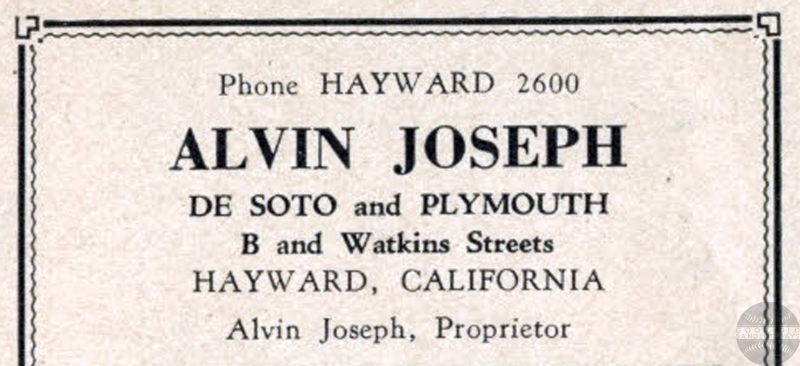 Phone HAYWARD 2600
ALVIN JOSEPH
DE SOTO and PLYMOUTH
B and Watkins Streets
HAYWARD, CALIFORNIA
Alvin Joseph, Proprietor